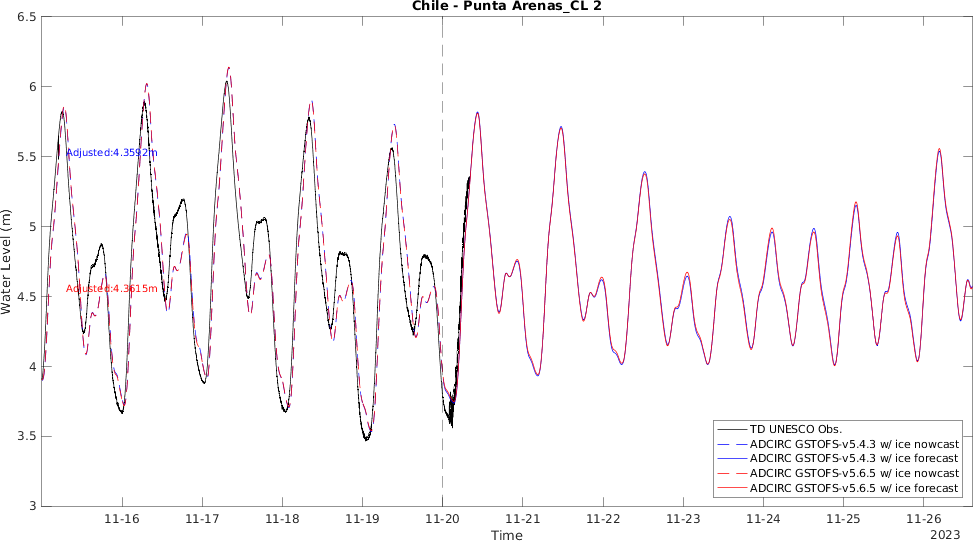 Chile - Punta Arenas_CL 2
6.5
6
5.5
5
4.5
4
3.5
3
Water Level (m)
Adjusted:4.3592m
Adjusted:4.3615m
TD UNESCO Obs.
ADCIRC GSTOFS-v5.4.3 w/ ice nowcast
ADCIRC GSTOFS-v5.4.3 w/ ice forecast
ADCIRC GSTOFS-v5.6.5 w/ ice nowcast
ADCIRC GSTOFS-v5.6.5 w/ ice forecast
11-16 11-17 11-18 11-19 11-20 11-21 11-22 11-23 11-24 11-25 11-26
Time
2023